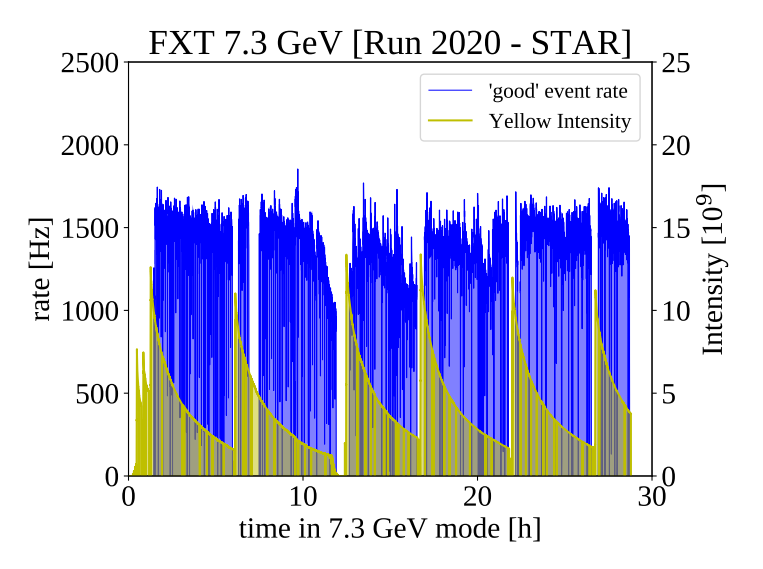 FXT 7.3 GeV [Run 2020 - STAR]
2500
2000
1500
1000
500
0
rate [Hz]
25
20
15
10
5
0
Intensity [10⁹]
'good' event rate
Yellow Intensity
0 10 20 30
time in 7.3 GeV mode [h]